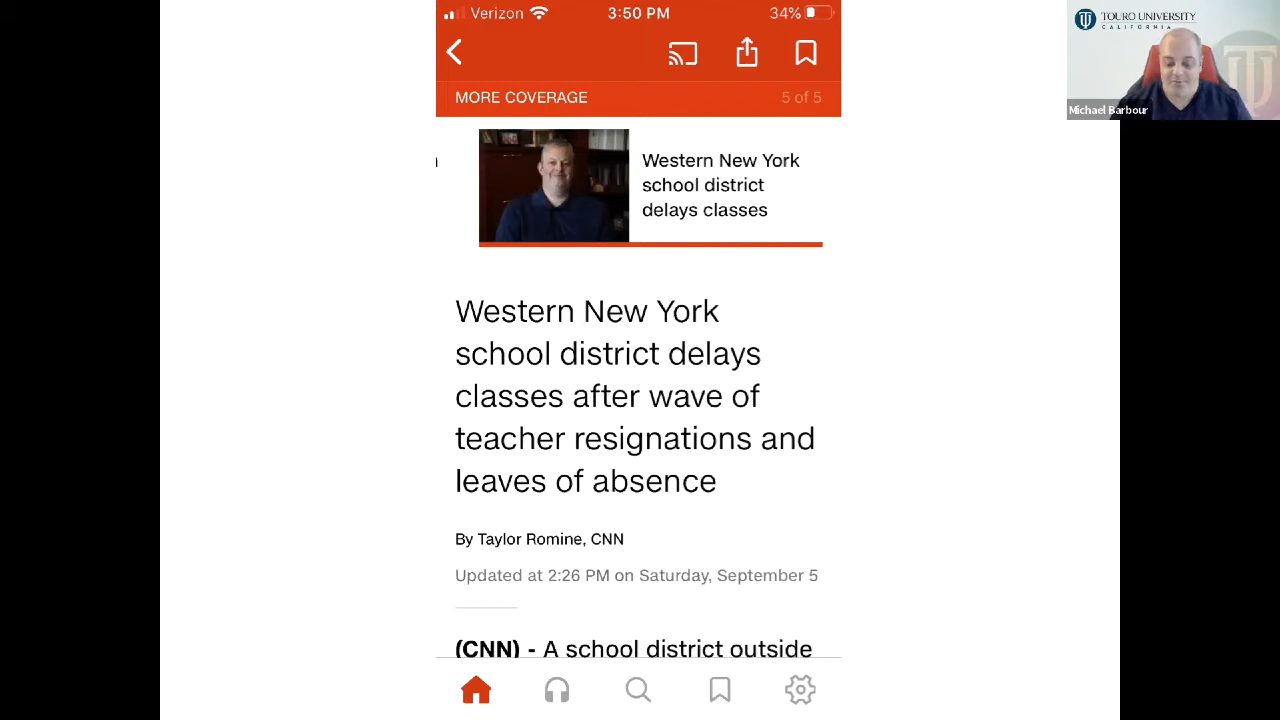 Verizon 3:50 PM 34%
MORE COVERAGE 5 of 5
Western New York
school district
delays classes
Western New York
school district delays
classes after wave of
teacher resignations and
leaves of absence
By Taylor Romine, CNN
Updated at 2:26 PM on Saturday, September 5
(CNN) - A school district outside
TOURO UNIVERSITY
CALIFORNIA
Michael Barbour